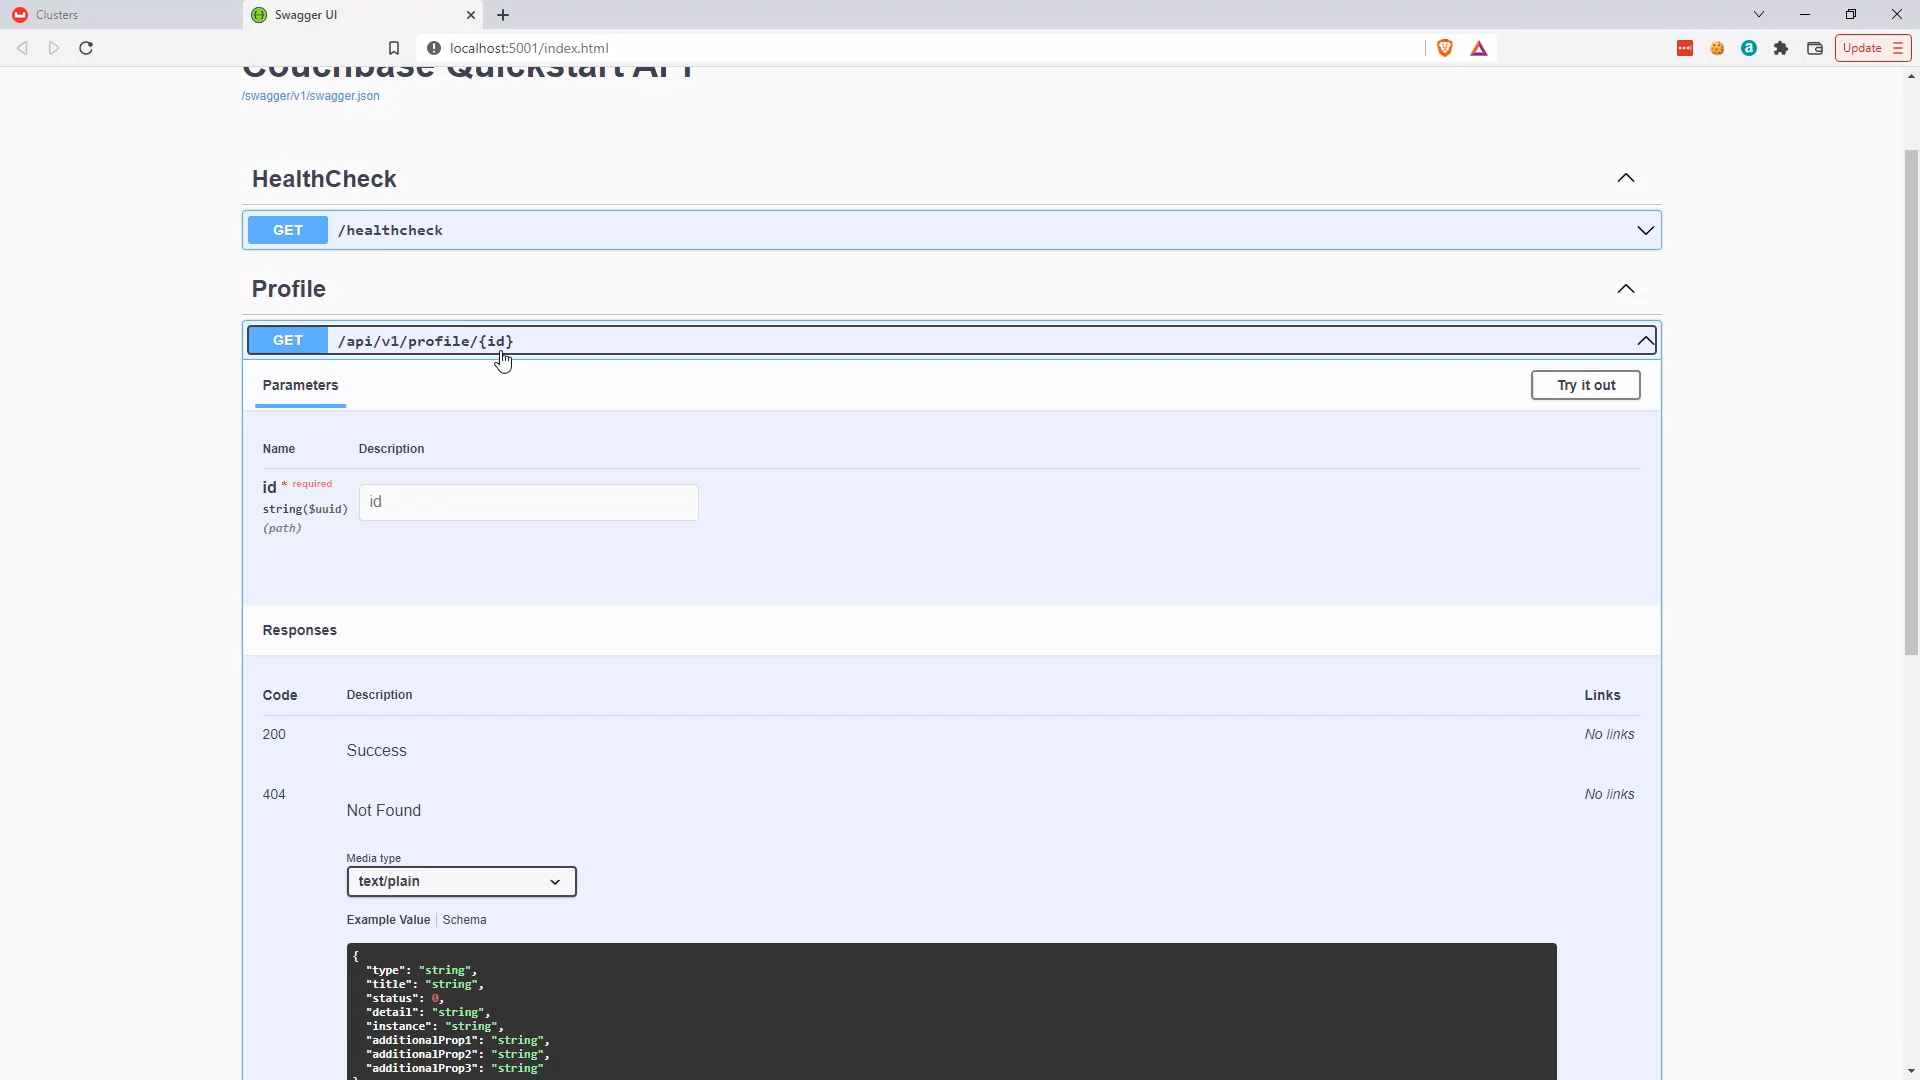 Clusters
Swagger UI
localhost:5001/index.html
Update
Couchbase Quickstart API
/swagger/v1/swagger.json
HealthCheck
GET /healthcheck
Profile
GET /api/v1/profile/{id}
Parameters
Try it out
Name Description
id * required
string($uuid)
(path)
id
Responses
Code Description Links
200 Success No links
404 Not Found No links
Media type
text/plain
Example Value Schema
{
"type": "string",
"title": "string",
"status": 0,
"detail": "string",
"instance": "string",
"additionalProp1": "string",
"additionalProp2": "string",
"additionalProp3": "string"
}